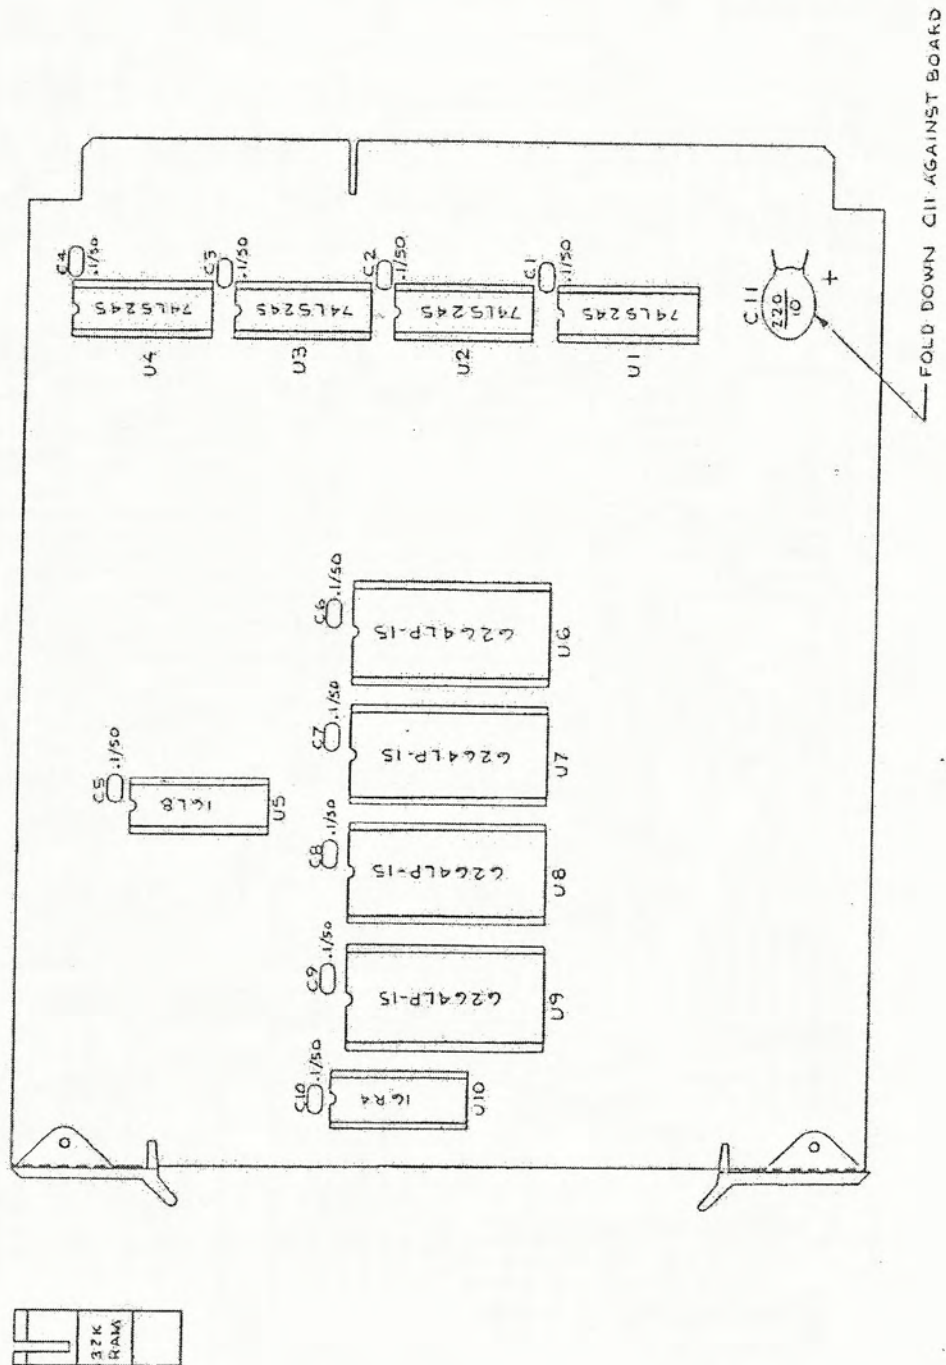 32K
RAM
C4
.1/50
74LS245
U4
C3
.1/50
74LS245
U3
C2
.1/50
74LS245
U2
C1
.1/50
74LS245
U1
C11
220
10
+
FOLD DOWN C11 AGAINST BOARD
C5 .1/50
16L8
U5
C6 .1/50
6264LP-15
U6
C7 .1/50
6264LP-15
U7
C8 .1/50
6264LP-15
U8
C9 .1/50
6264LP-15
U9
C10 .1/50
16R4
U10